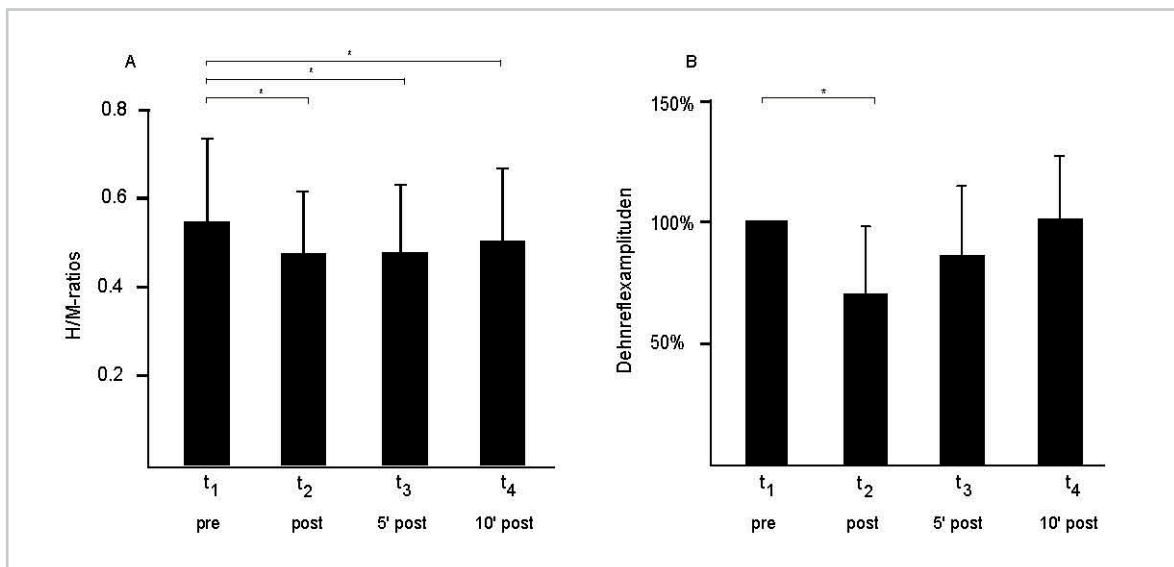 A
*
*
*
0.8
0.6
0.4
0.2
H/M-ratios
t1 t2 t3 t4
pre post 5' post 10' post
B
*
150%
100%
50%
Dehnreflexamplituden
t1 t2 t3 t4
pre post 5' post 10' post